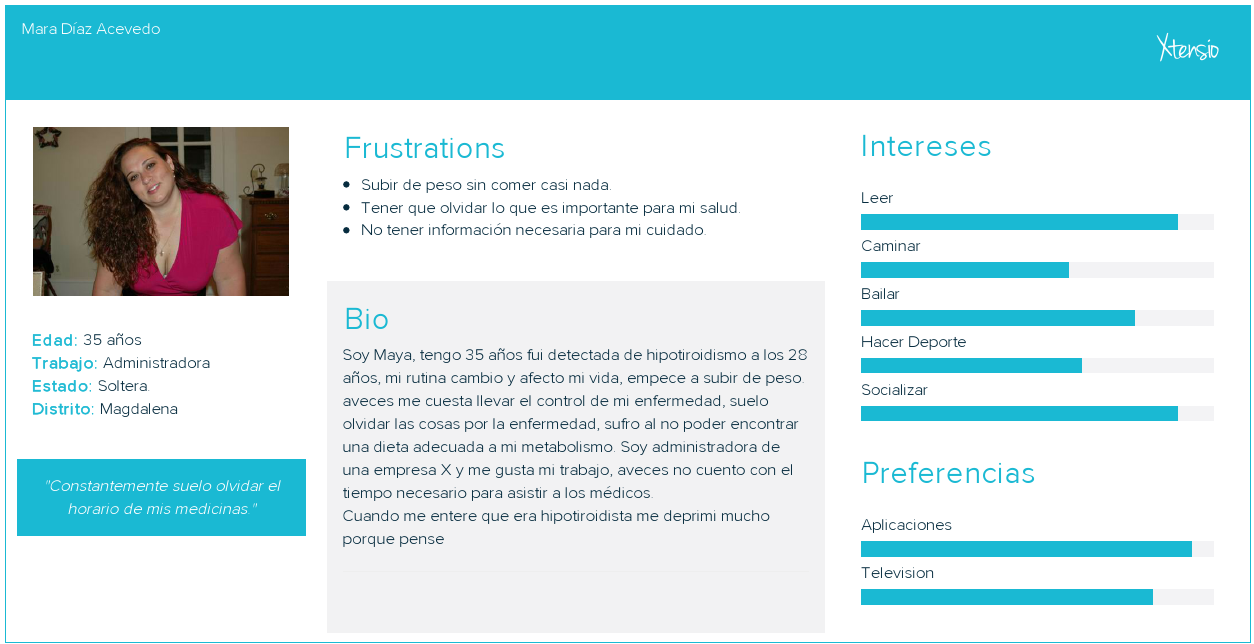 Mara Díaz Acevedo
Xtensio
Edad: 35 años
Trabajo: Administradora
Estado: Soltera.
Distrito: Magdalena
"Constantemente suelo olvidar el
horario de mis medicinas."
Frustrations
Subir de peso sin comer casi nada.
Tener que olvidar lo que es importante para mi salud.
No tener información necesaria para mi cuidado.
Bio
Soy Maya, tengo 35 años fui detectada de hipotiroidismo a los 28
años, mi rutina cambio y afecto mi vida, empece a subir de peso.
aveces me cuesta llevar el control de mi enfermedad, suelo
olvidar las cosas por la enfermedad, sufro al no poder encontrar
una dieta adecuada a mi metabolismo. Soy administradora de
una empresa X y me gusta mi trabajo, aveces no cuento con el
tiempo necesario para asistir a los médicos.
Cuando me entere que era hipotiroidista me deprimi mucho
porque pense
Intereses
Leer
Caminar
Bailar
Hacer Deporte
Socializar
Preferencias
Aplicaciones
Television